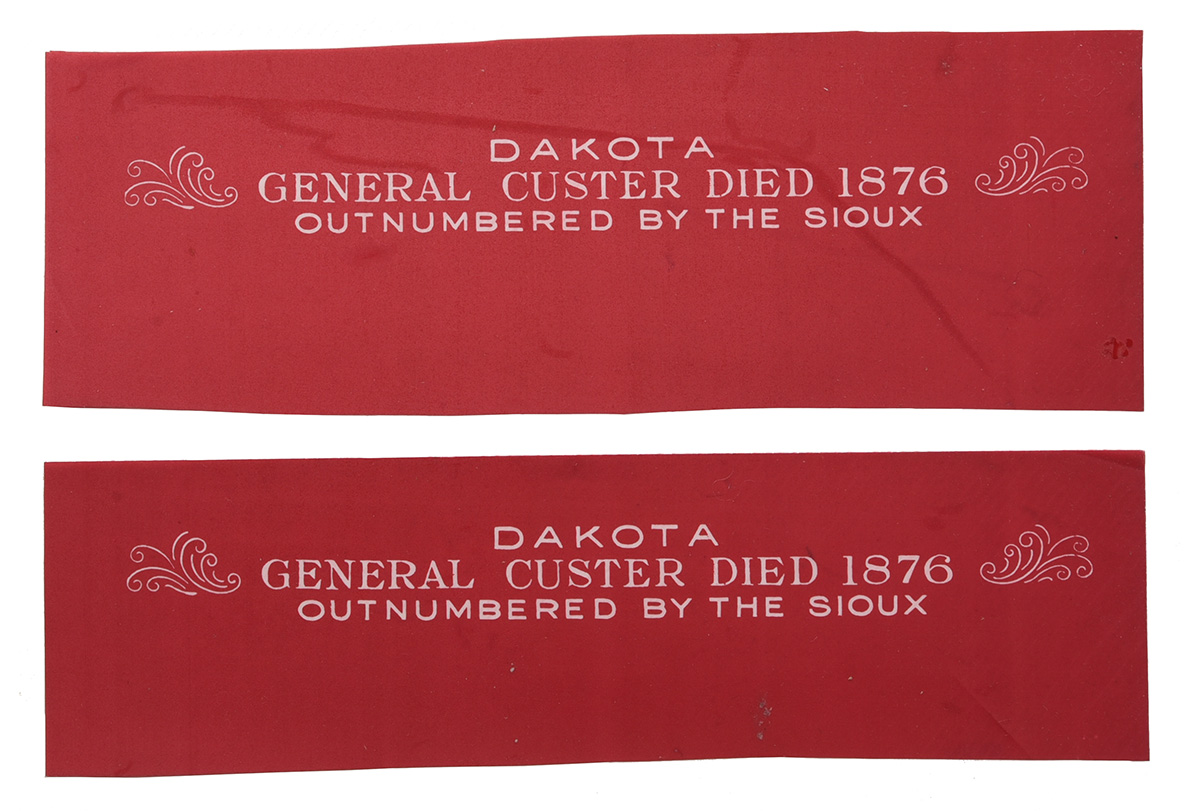 DAKOTA
GENERAL CUSTER DIED 1876
OUTNUMBERED BY THE SIOUX
DAKOTA
GENERAL CUSTER DIED 1876
OUTNUMBERED BY THE SIOUX